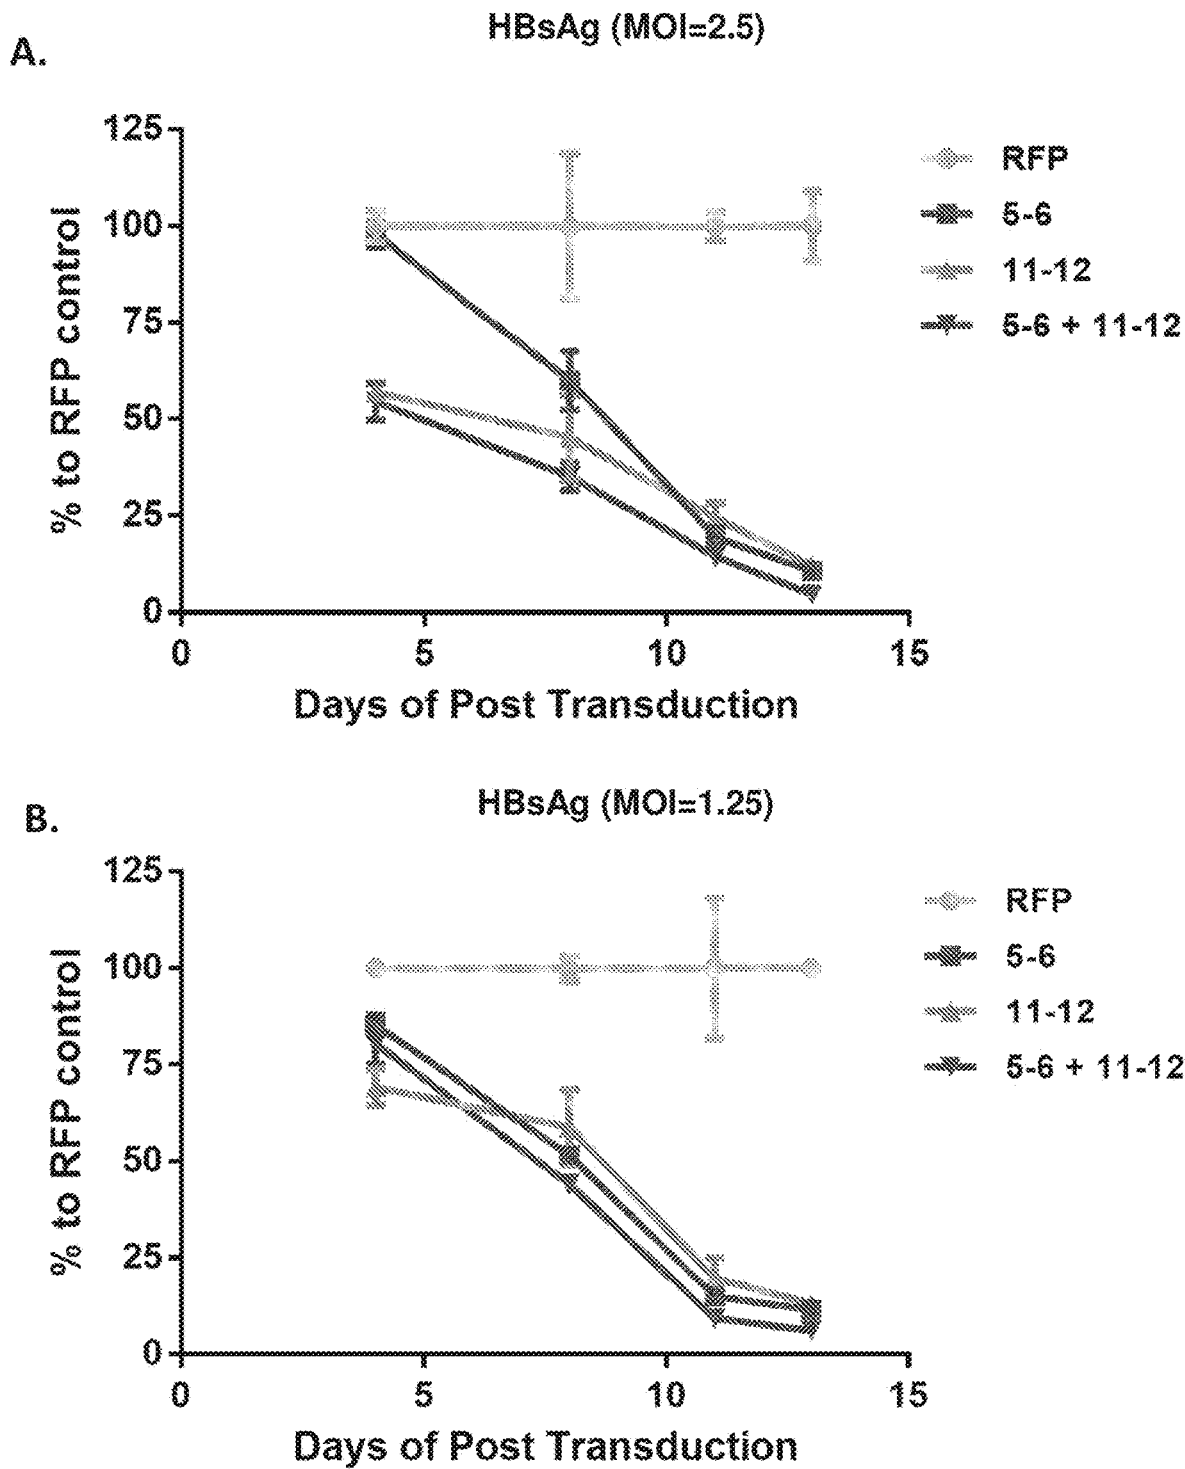 A.
HBsAg (MOI=2.5)
125
100
75
50
25
0
% to RFP control
0 5 10 15
Days of Post Transduction
RFP
5-6
11-12
5-6 + 11-12
B.
HBsAg (MOI=1.25)
125
100
75
50
25
0
% to RFP control
0 5 10 15
Days of Post Transduction
RFP
5-6
11-12
5-6 + 11-12